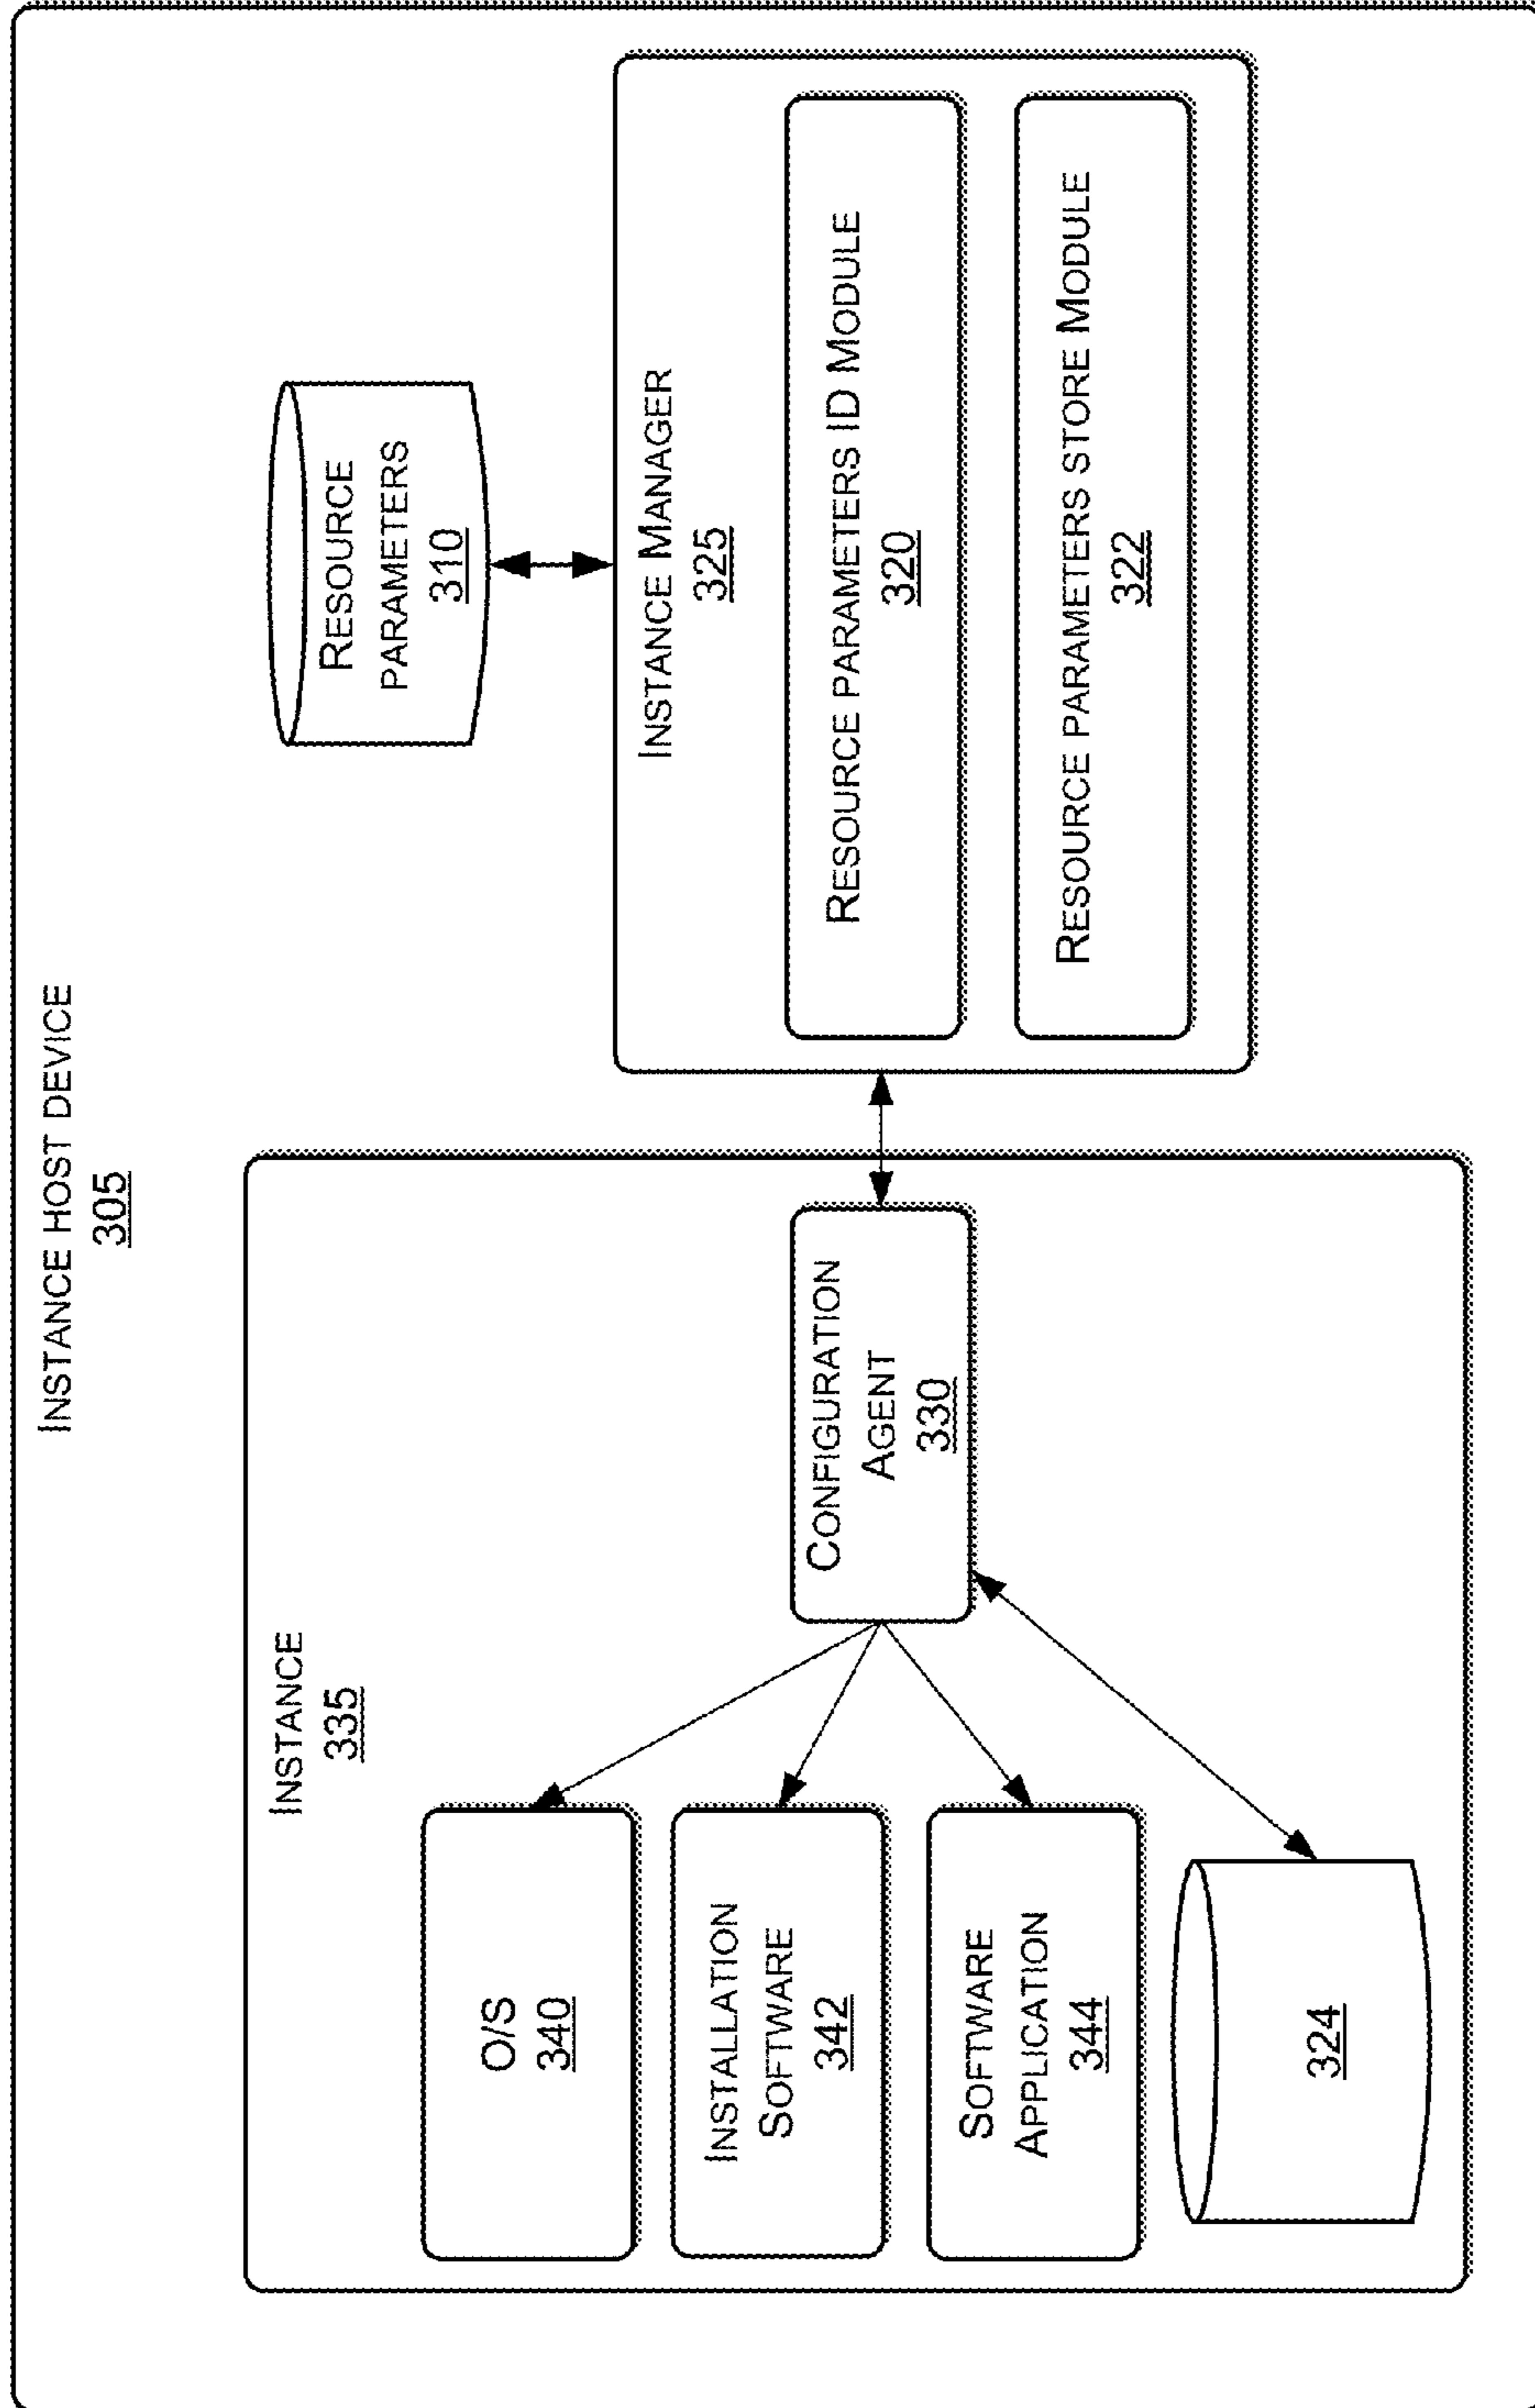 INSTANCE HOST DEVICE
305
INSTANCE
335
O/S
340
INSTALLATION
SOFTWARE
342
SOFTWARE
APPLICATION
344
324
CONFIGURATION
AGENT
330
RESOURCE
PARAMETERS
310
INSTANCE MANAGER
325
RESOURCE PARAMETERS ID MODULE
320
RESOURCE PARAMETERS STORE MODULE
322